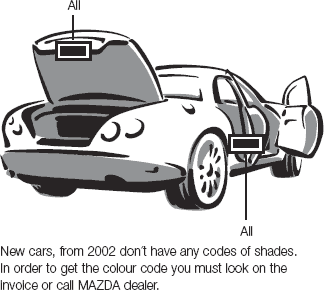 All
All
New cars, from 2002 don't have any codes of shades.
In order to get the colour code you must look on the
invoice or call MAZDA dealer.